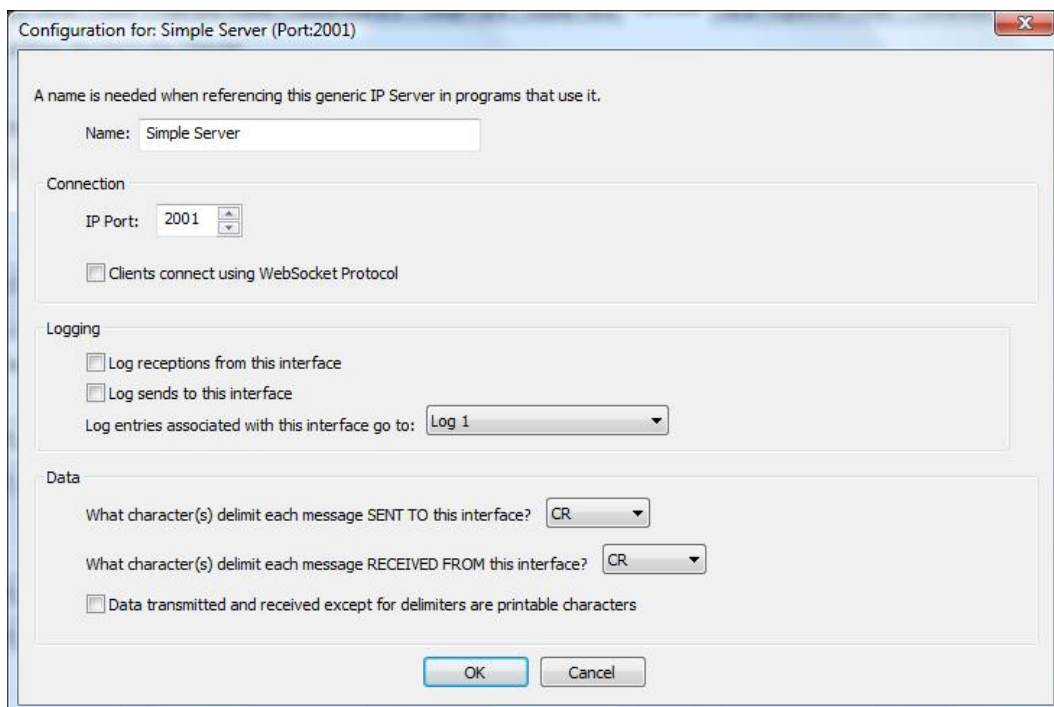 Configuration for: Simple Server (Port:2001)
A name is needed when referencing this generic IP Server in programs that use it.
Name: Simple Server
Connection
IP Port: 2001
Clients connect using WebSocket Protocol
Logging
Log receptions from this interface
Log sends to this interface
Log entries associated with this interface go to: Log 1
Data
What character(s) delimit each message SENT TO this interface? CR
What character(s) delimit each message RECEIVED FROM this interface? CR
Data transmitted and received except for delimiters are printable characters
OK Cancel